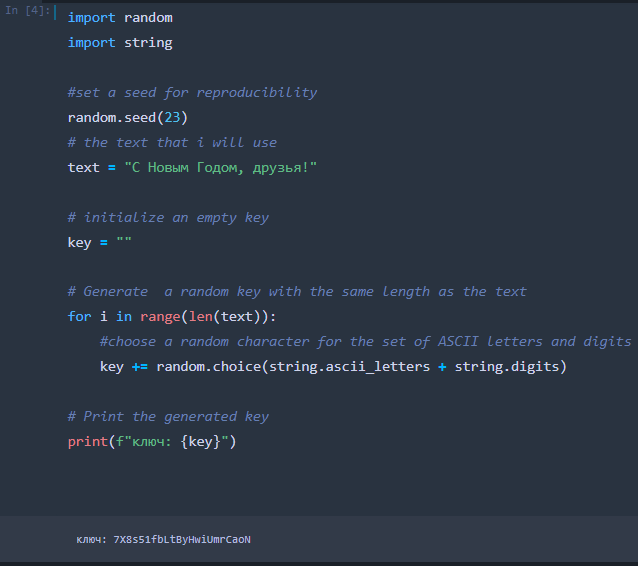 In [4]:
import random
import string
#set a seed for reproducibility
random.seed(23)
# the text that i will use
text = "С Новым Годом, друзья!"
# initialize an empty key
key = ""
# Generate  a random key with the same length as the text
for i in range(len(text)):
#choose a random character for the set of ASCII letters and digits
key += random.choice(string.ascii_letters + string.digits)
# Print the generated key
print(f"ключ: {key}")
ключ: 7X8s51fbLtByHwiUmrCaoN